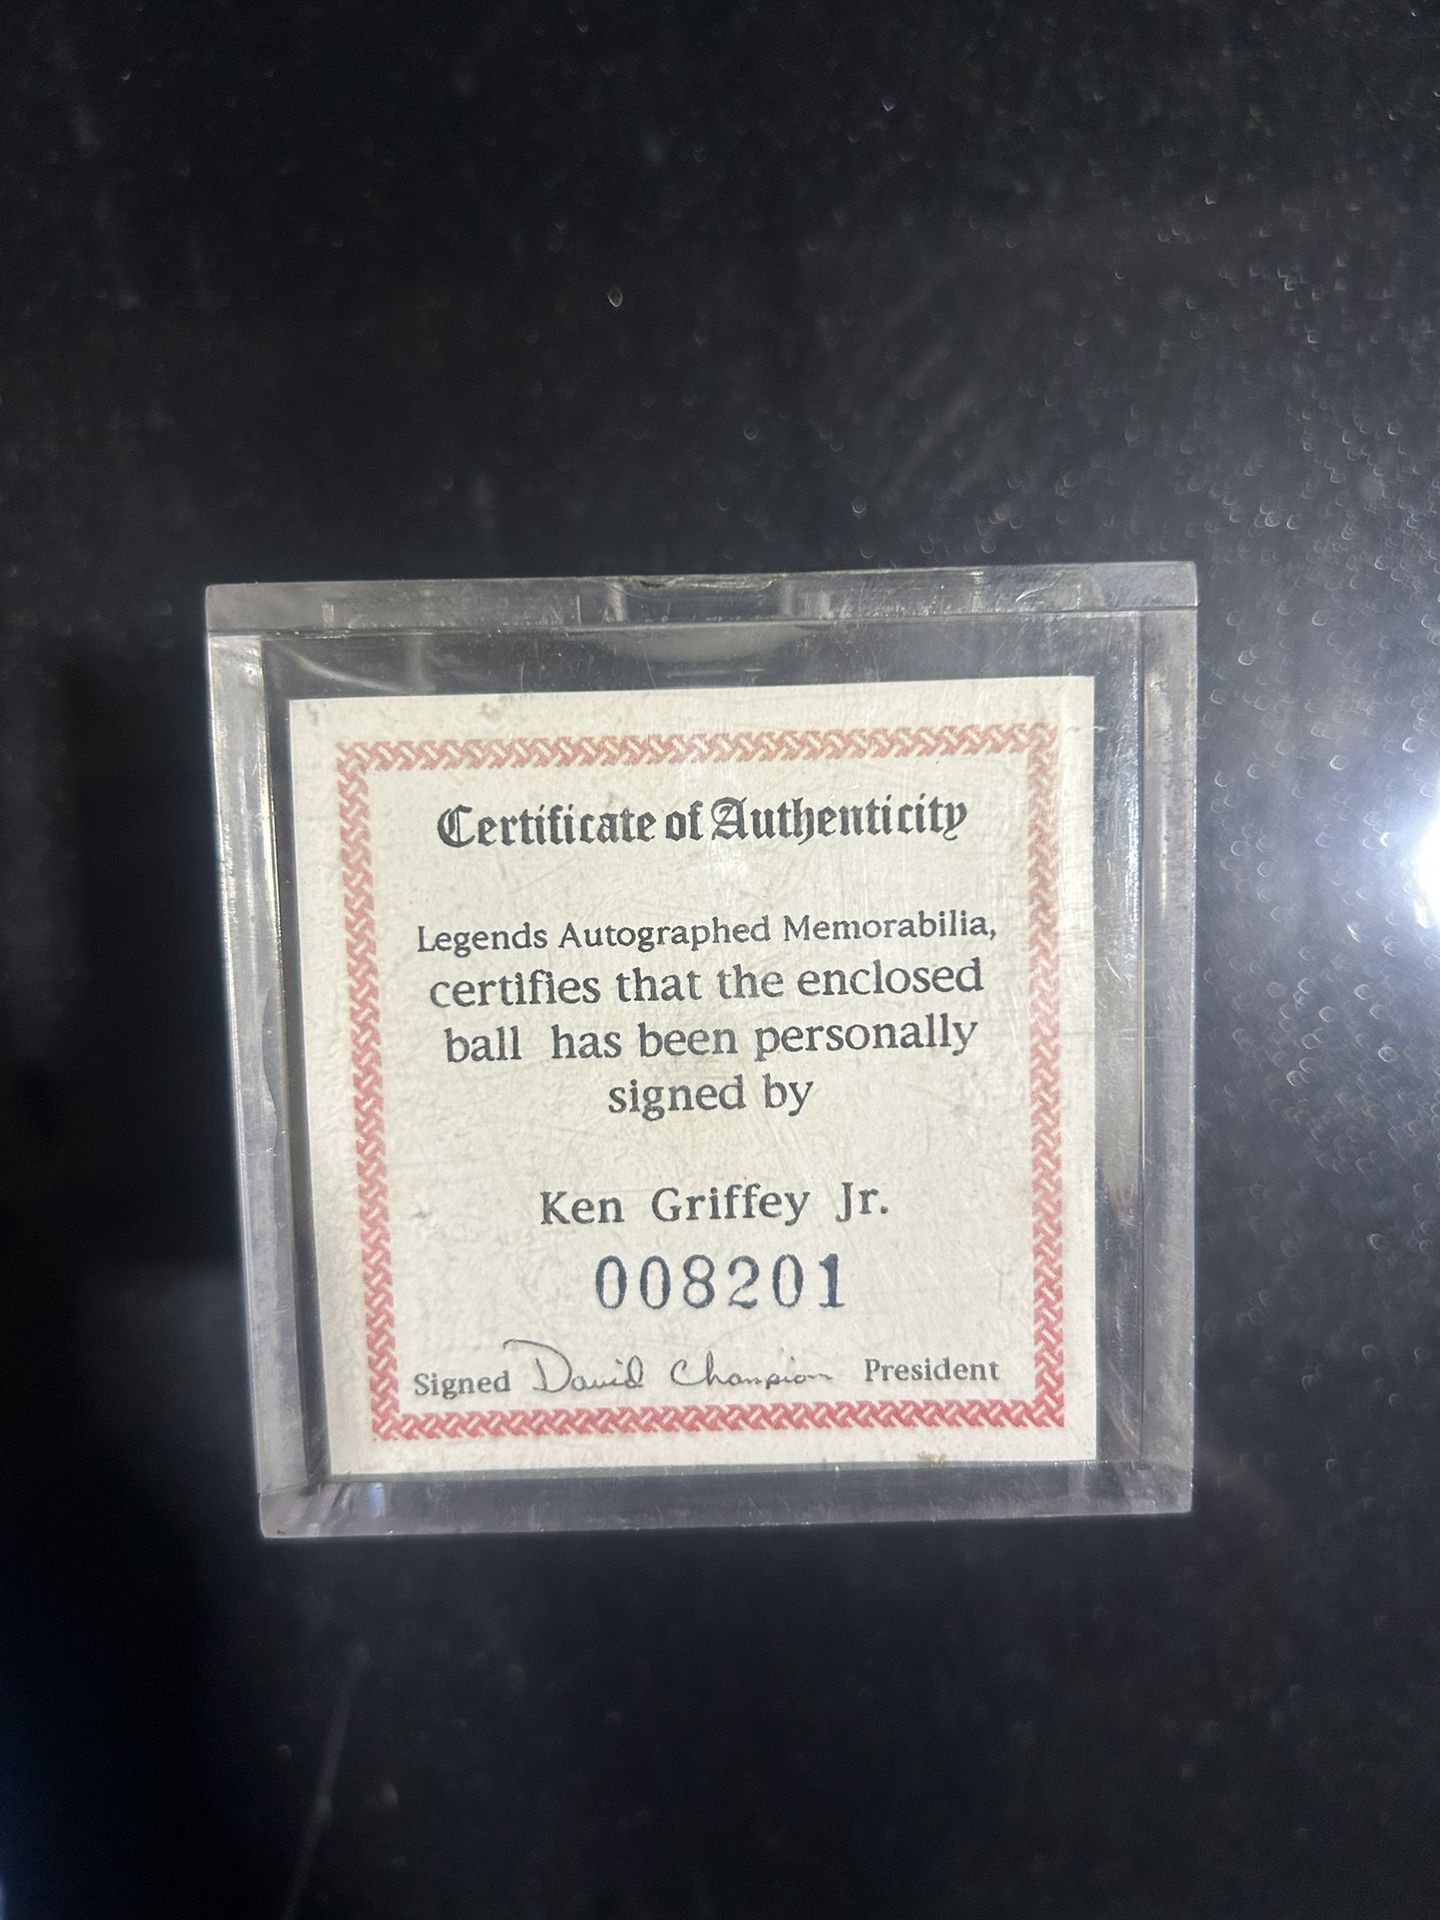 Certificate of Authenticity
Legends Autographed Memorabilia,
certifies that the enclosed
ball has been personally
signed by
Ken Griffey Jr.
008201
Signed David Champion President